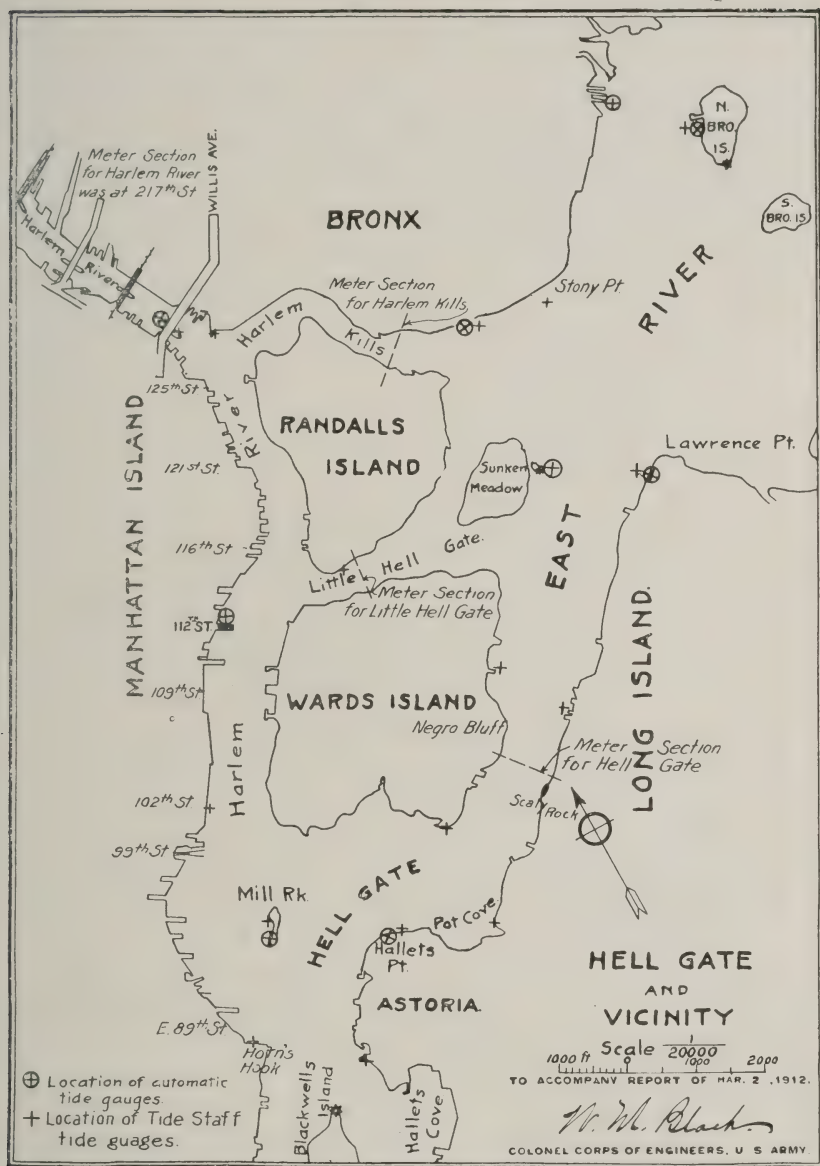 N.
BRO.
IS.
S.
BRO. IS.
Meter Section
for Harlem River
was at 217th St
WILLIS AVE.
Harlem
River
BRONX
RIVER
Meter Section
for Harlem Kills
Stony Pt.
Harlem
Kills
125th St
MANHATTAN ISLAND
River
RANDALLS
ISLAND
Lawrence Pt.
121st St.
Sunken
Meadow
EAST
116th St
Little Hell Gate.
Meter Section
for Little Hell Gate
112TH ST.
LONG ISLAND.
109th St
WARDS ISLAND
Negro Bluff
Harlem
Meter Section
for Hell Gate
102th St
Scaly Rock
99th St
Mill Rk.
HELL GATE
Pot Cove.
Hallets
Pt.
ASTORIA.
E. 89th St
Horn's
Hook
Blackwells
Island
Hallets
Cove
HELL GATE
AND
VICINITY
Scale 1/20000
1000 ft 0 1000 2000
TO ACCOMPANY REPORT OF MAR. 2, 1912.
W. M. Black.
COLONEL CORPS OF ENGINEERS, U S ARMY.
Location of automatic
tide gauges.
Location of Tide Staff
tide guages.